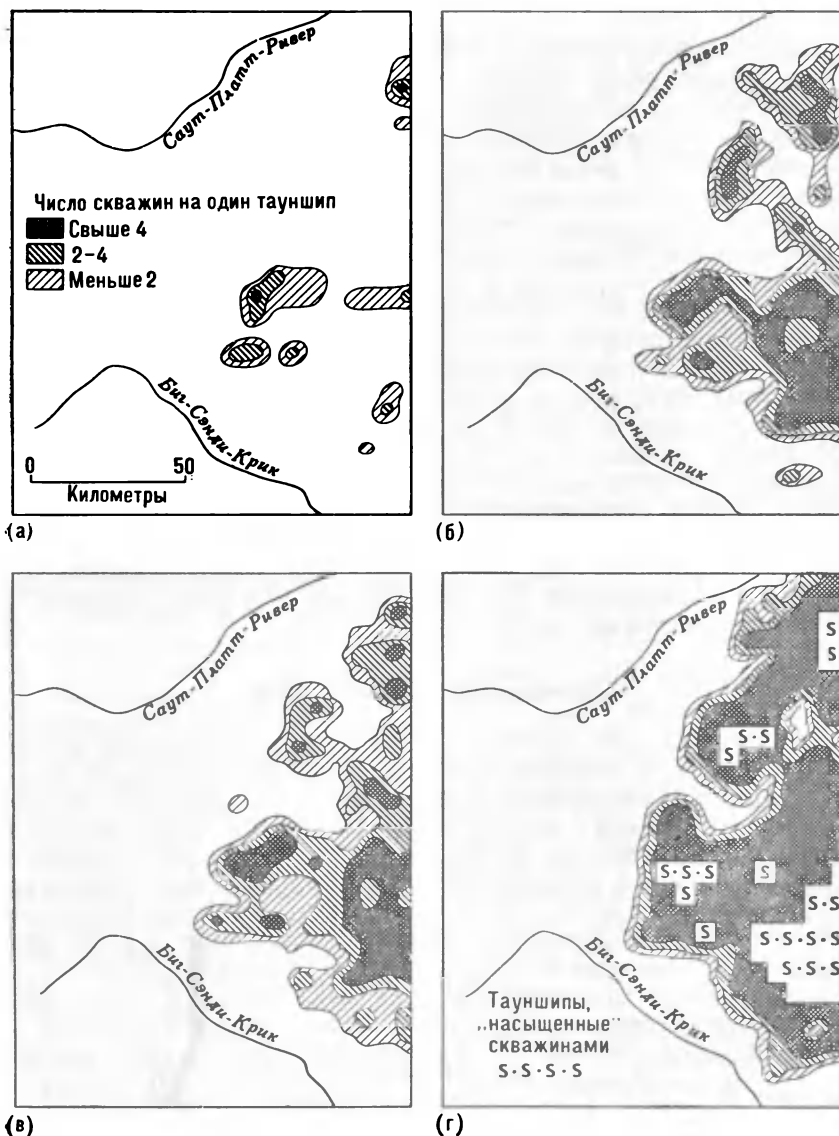 Саут-Платт-Ривер
Число скважин на один тауншип
Свыше 4
2-4
Меньше 2
Биг-Сэнди-Крик
0 50
Километры
(а)
Саут-Платт-Ривер
Биг-Сэнди-Крик
(б)
Саут-Платт-Ривер
Биг-Сэнди-Крик
(в)
Саут-Платт-Ривер
S
S
S·S
S
S·S·S
S
S
S·S
S
S·S·S·S
S·S·S
Биг-Сэнди-Крик
Тауншипы,
„насыщенные"
скважинами
S·S·S·S
(г)